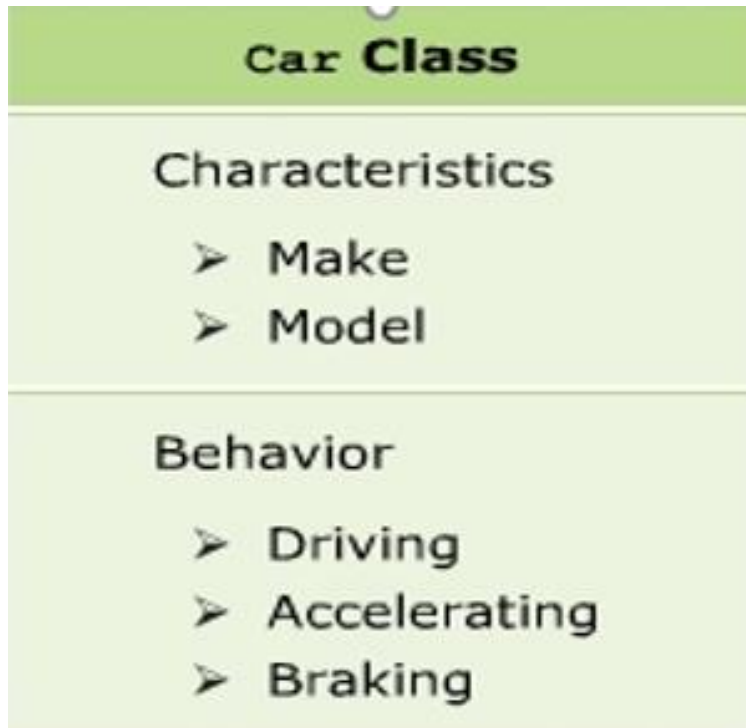 Car Class
Characteristics
➢ Make
➢ Model
Behavior
➢ Driving
➢ Accelerating
➢ Braking